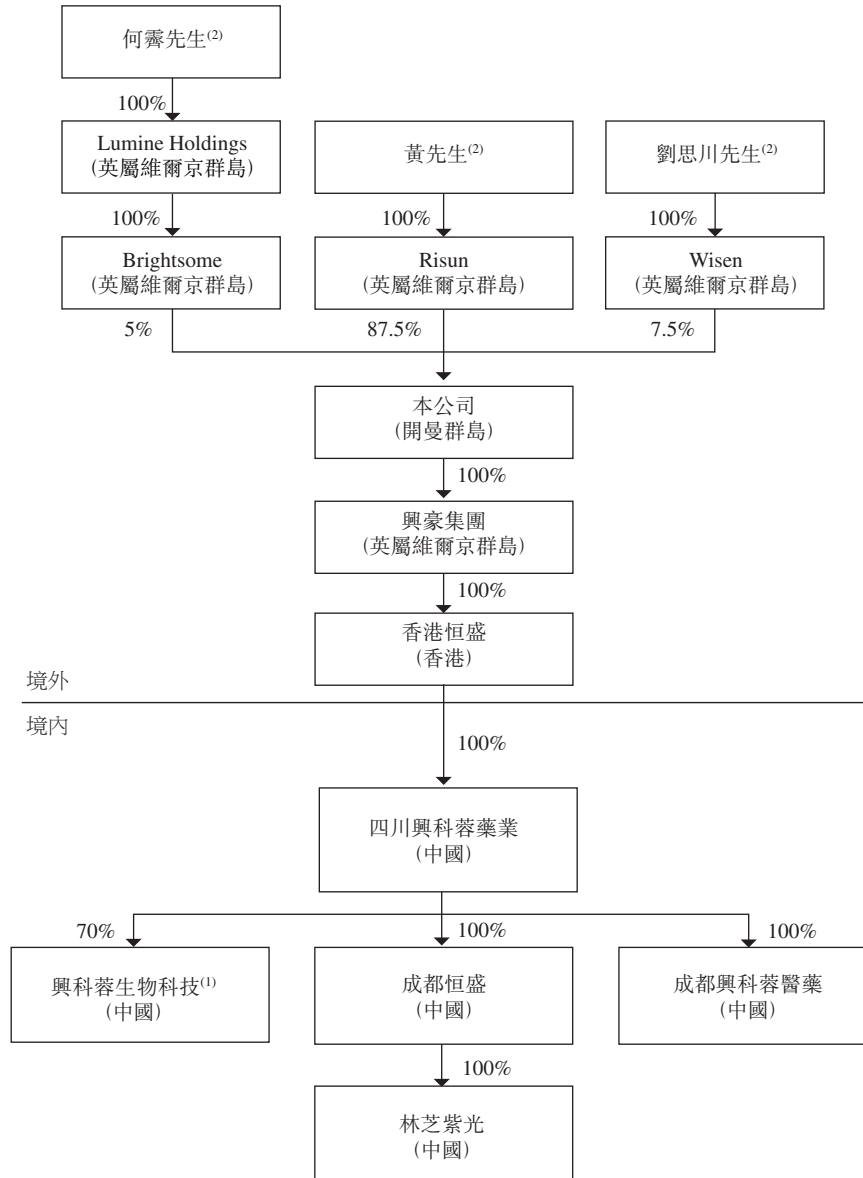 何霽先生(2)
100%
Lumine Holdings
(英屬維爾京群島)
黃先生(2)
劉思川先生(2)
100%
100%
100%
Brightsome
(英屬維爾京群島)
Risun
(英屬維爾京群島)
Wisen
(英屬維爾京群島)
5%
87.5%
7.5%
本公司
(開曼群島)
100%
興豪集團
(英屬維爾京群島)
100%
香港恒盛
(香港)
境外
境內
100%
四川興科蓉藥業
(中國)
70%
100%
100%
興科蓉生物科技(1)
(中國)
成都恒盛
(中國)
成都興科蓉醫藥
(中國)
100%
林芝紫光
(中國)